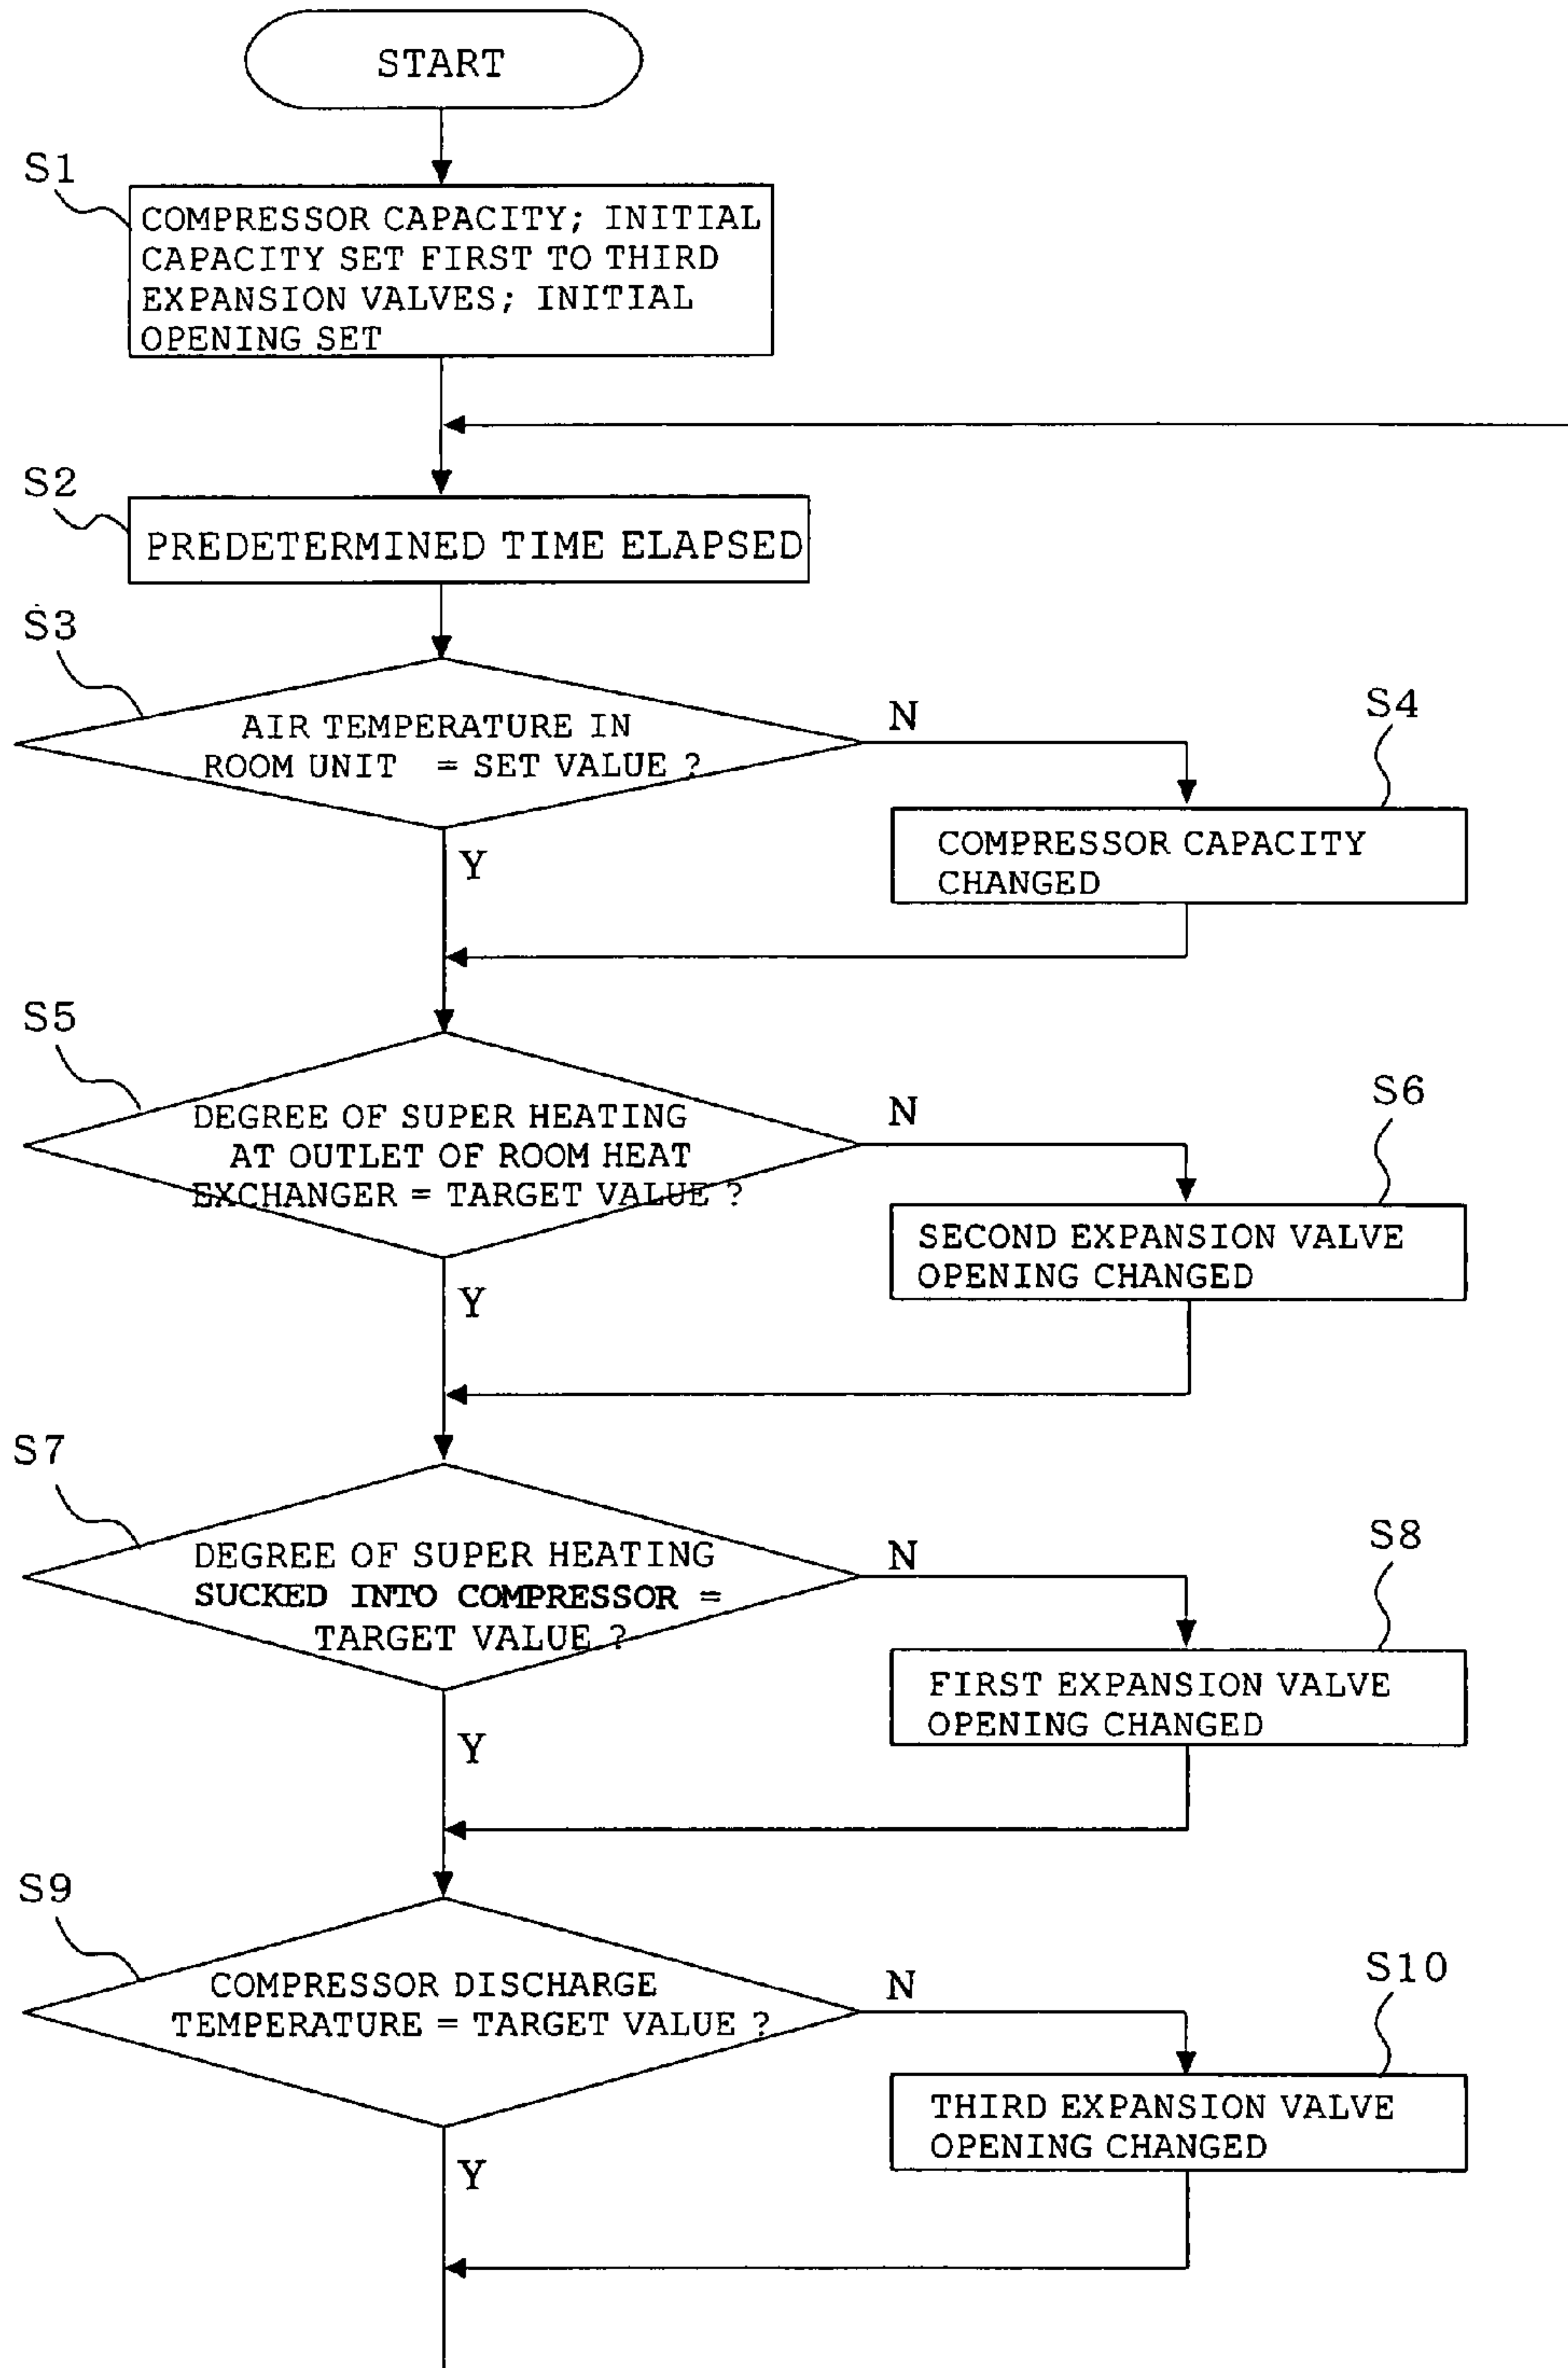 START
S1
COMPRESSOR CAPACITY; INITIAL
CAPACITY SET FIRST TO THIRD
EXPANSION VALVES; INITIAL
OPENING SET
S2
PREDETERMINED TIME ELAPSED
S3
AIR TEMPERATURE IN
ROOM UNIT = SET VALUE ?
N
S4
COMPRESSOR CAPACITY
CHANGED
Y
S5
DEGREE OF SUPER HEATING
AT OUTLET OF ROOM HEAT
EXCHANGER = TARGET VALUE ?
N
S6
SECOND EXPANSION VALVE
OPENING CHANGED
Y
S7
DEGREE OF SUPER HEATING
SUCKED INTO COMPRESSOR =
TARGET VALUE ?
N
S8
FIRST EXPANSION VALVE
OPENING CHANGED
Y
S9
COMPRESSOR DISCHARGE
TEMPERATURE = TARGET VALUE ?
N
S10
THIRD EXPANSION VALVE
OPENING CHANGED
Y